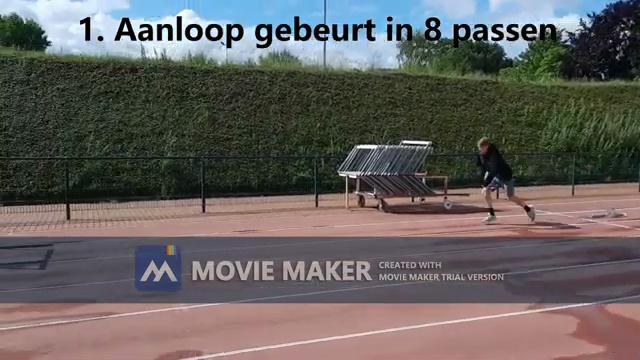 1. Aanloop gebeurt in 8 passen
MOVIE MAKER
CREATED WITH
MOVIE MAKER TRIAL VERSION